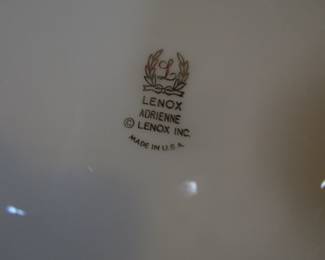 L
LENOX
ADRIENNE
© LENOX INC.
MADE IN U.S.A.